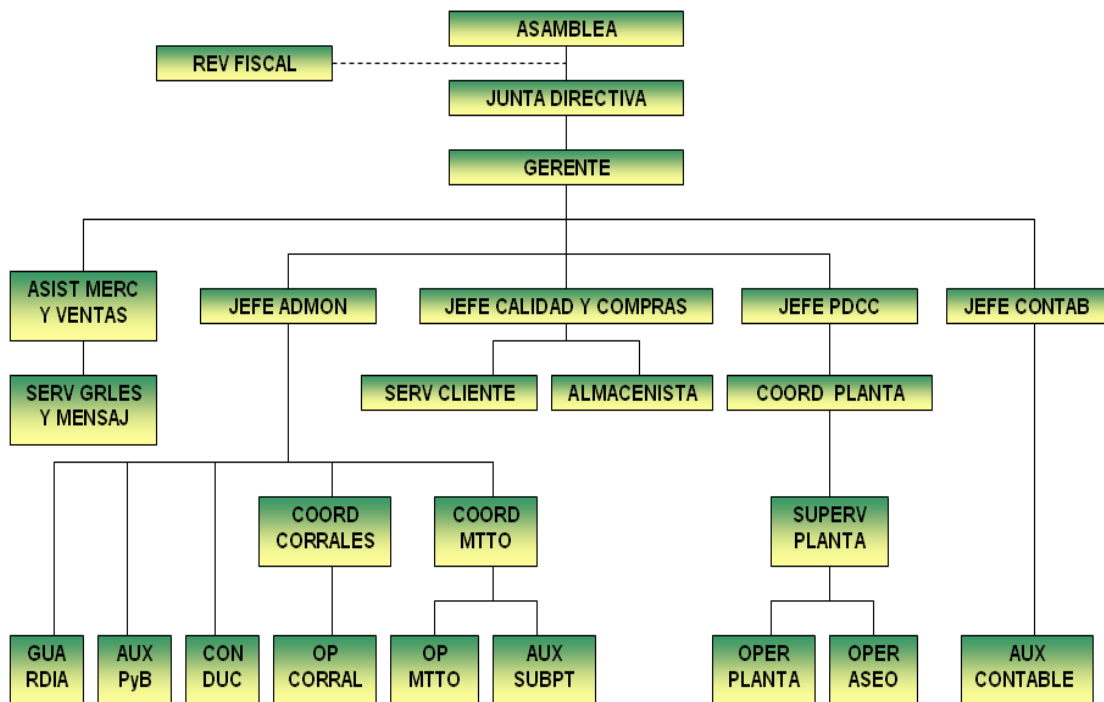 ASAMBLEA
REV FISCAL
JUNTA DIRECTIVA
GERENTE
ASIST MERC
Y VENTAS
JEFE ADMON
JEFE CALIDAD Y COMPRAS
JEFE PDCC
JEFE CONTAB
SERV GRLES
Y MENSAJ
SERV CLIENTE
ALMACENISTA
COORD PLANTA
COORD
CORRALES
COORD
MTTO
SUPERV
PLANTA
GUA
RDIA
AUX
PyB
CON
DUC
OP
CORRAL
OP
MTTO
AUX
SUBPT
OPER
PLANTA
OPER
ASEO
AUX
CONTABLE